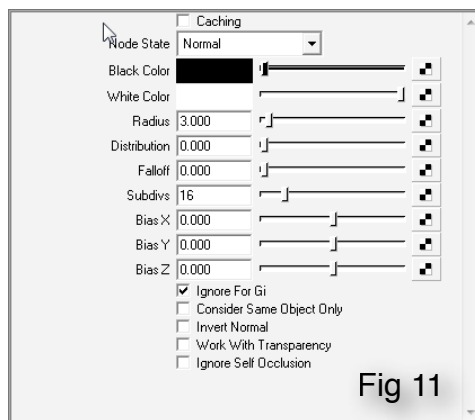 Caching
Node State Normal
Black Color
White Color
Radius 3.000
Distribution 0.000
Falloff 0.000
Subdivs 16
Bias X 0.000
Bias Y 0.000
Bias Z 0.000
Ignore For Gi
Consider Same Object Only
Invert Normal
Work With Transparency
Ignore Self Occlusion
Fig 11